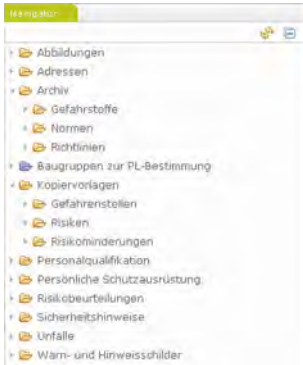 Navigator
Abbildungen
Adressen
Archiv
Gefahrstoffe
Normen
Richtlinien
Baugruppen zur PL-Bestimmung
Kopiervorlagen
Gefahrenstellen
Risiken
Risikominderungen
Personalqualifikation
Persönliche Schutzausrüstung
Risikobeurteilungen
Sicherheitshinweise
Unfälle
Warn- und Hinweisschilder